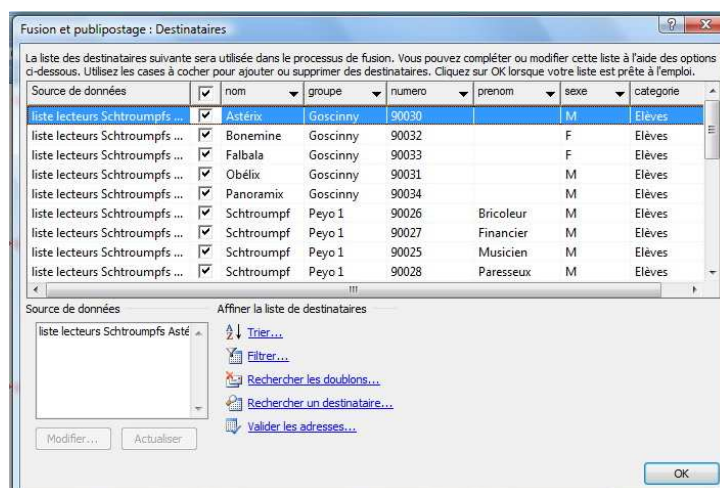 Fusion et publipostage : Destinataires
La liste des destinataires suivante sera utilisée dans le processus de fusion. Vous pouvez compléter ou modifier cette liste à l'aide des options
ci-dessous. Utilisez les cases à cocher pour ajouter ou supprimer des destinataires. Cliquez sur OK lorsque votre liste est prête à l'emploi.
Source de données nom groupe numero prenom sexe categorie
liste lecteurs Schtroumpfs ... Astérix Goscinny 90030 M Elèves
liste lecteurs Schtroumpfs ... Bonemine Goscinny 90032 F Elèves
liste lecteurs Schtroumpfs ... Falbala Goscinny 90033 F Elèves
liste lecteurs Schtroumpfs ... Obélix Goscinny 90031 M Elèves
liste lecteurs Schtroumpfs ... Panoramix Goscinny 90034 M Elèves
liste lecteurs Schtroumpfs ... Schtroumpf Peyo 1 90026 Bricoleur M Elèves
liste lecteurs Schtroumpfs ... Schtroumpf Peyo 1 90027 Financier M Elèves
liste lecteurs Schtroumpfs ... Schtroumpf Peyo 1 90025 Musicien M Elèves
liste lecteurs Schtroumpfs ... Schtroumpf Peyo 1 90028 Paresseux M Elèves
Source de données Affiner la liste de destinataires
liste lecteurs Schtroumpfs Asté
Trier...
Filtrer...
Rechercher les doublons...
Rechercher un destinataire...
Valider les adresses...
Modifier... Actualiser
OK